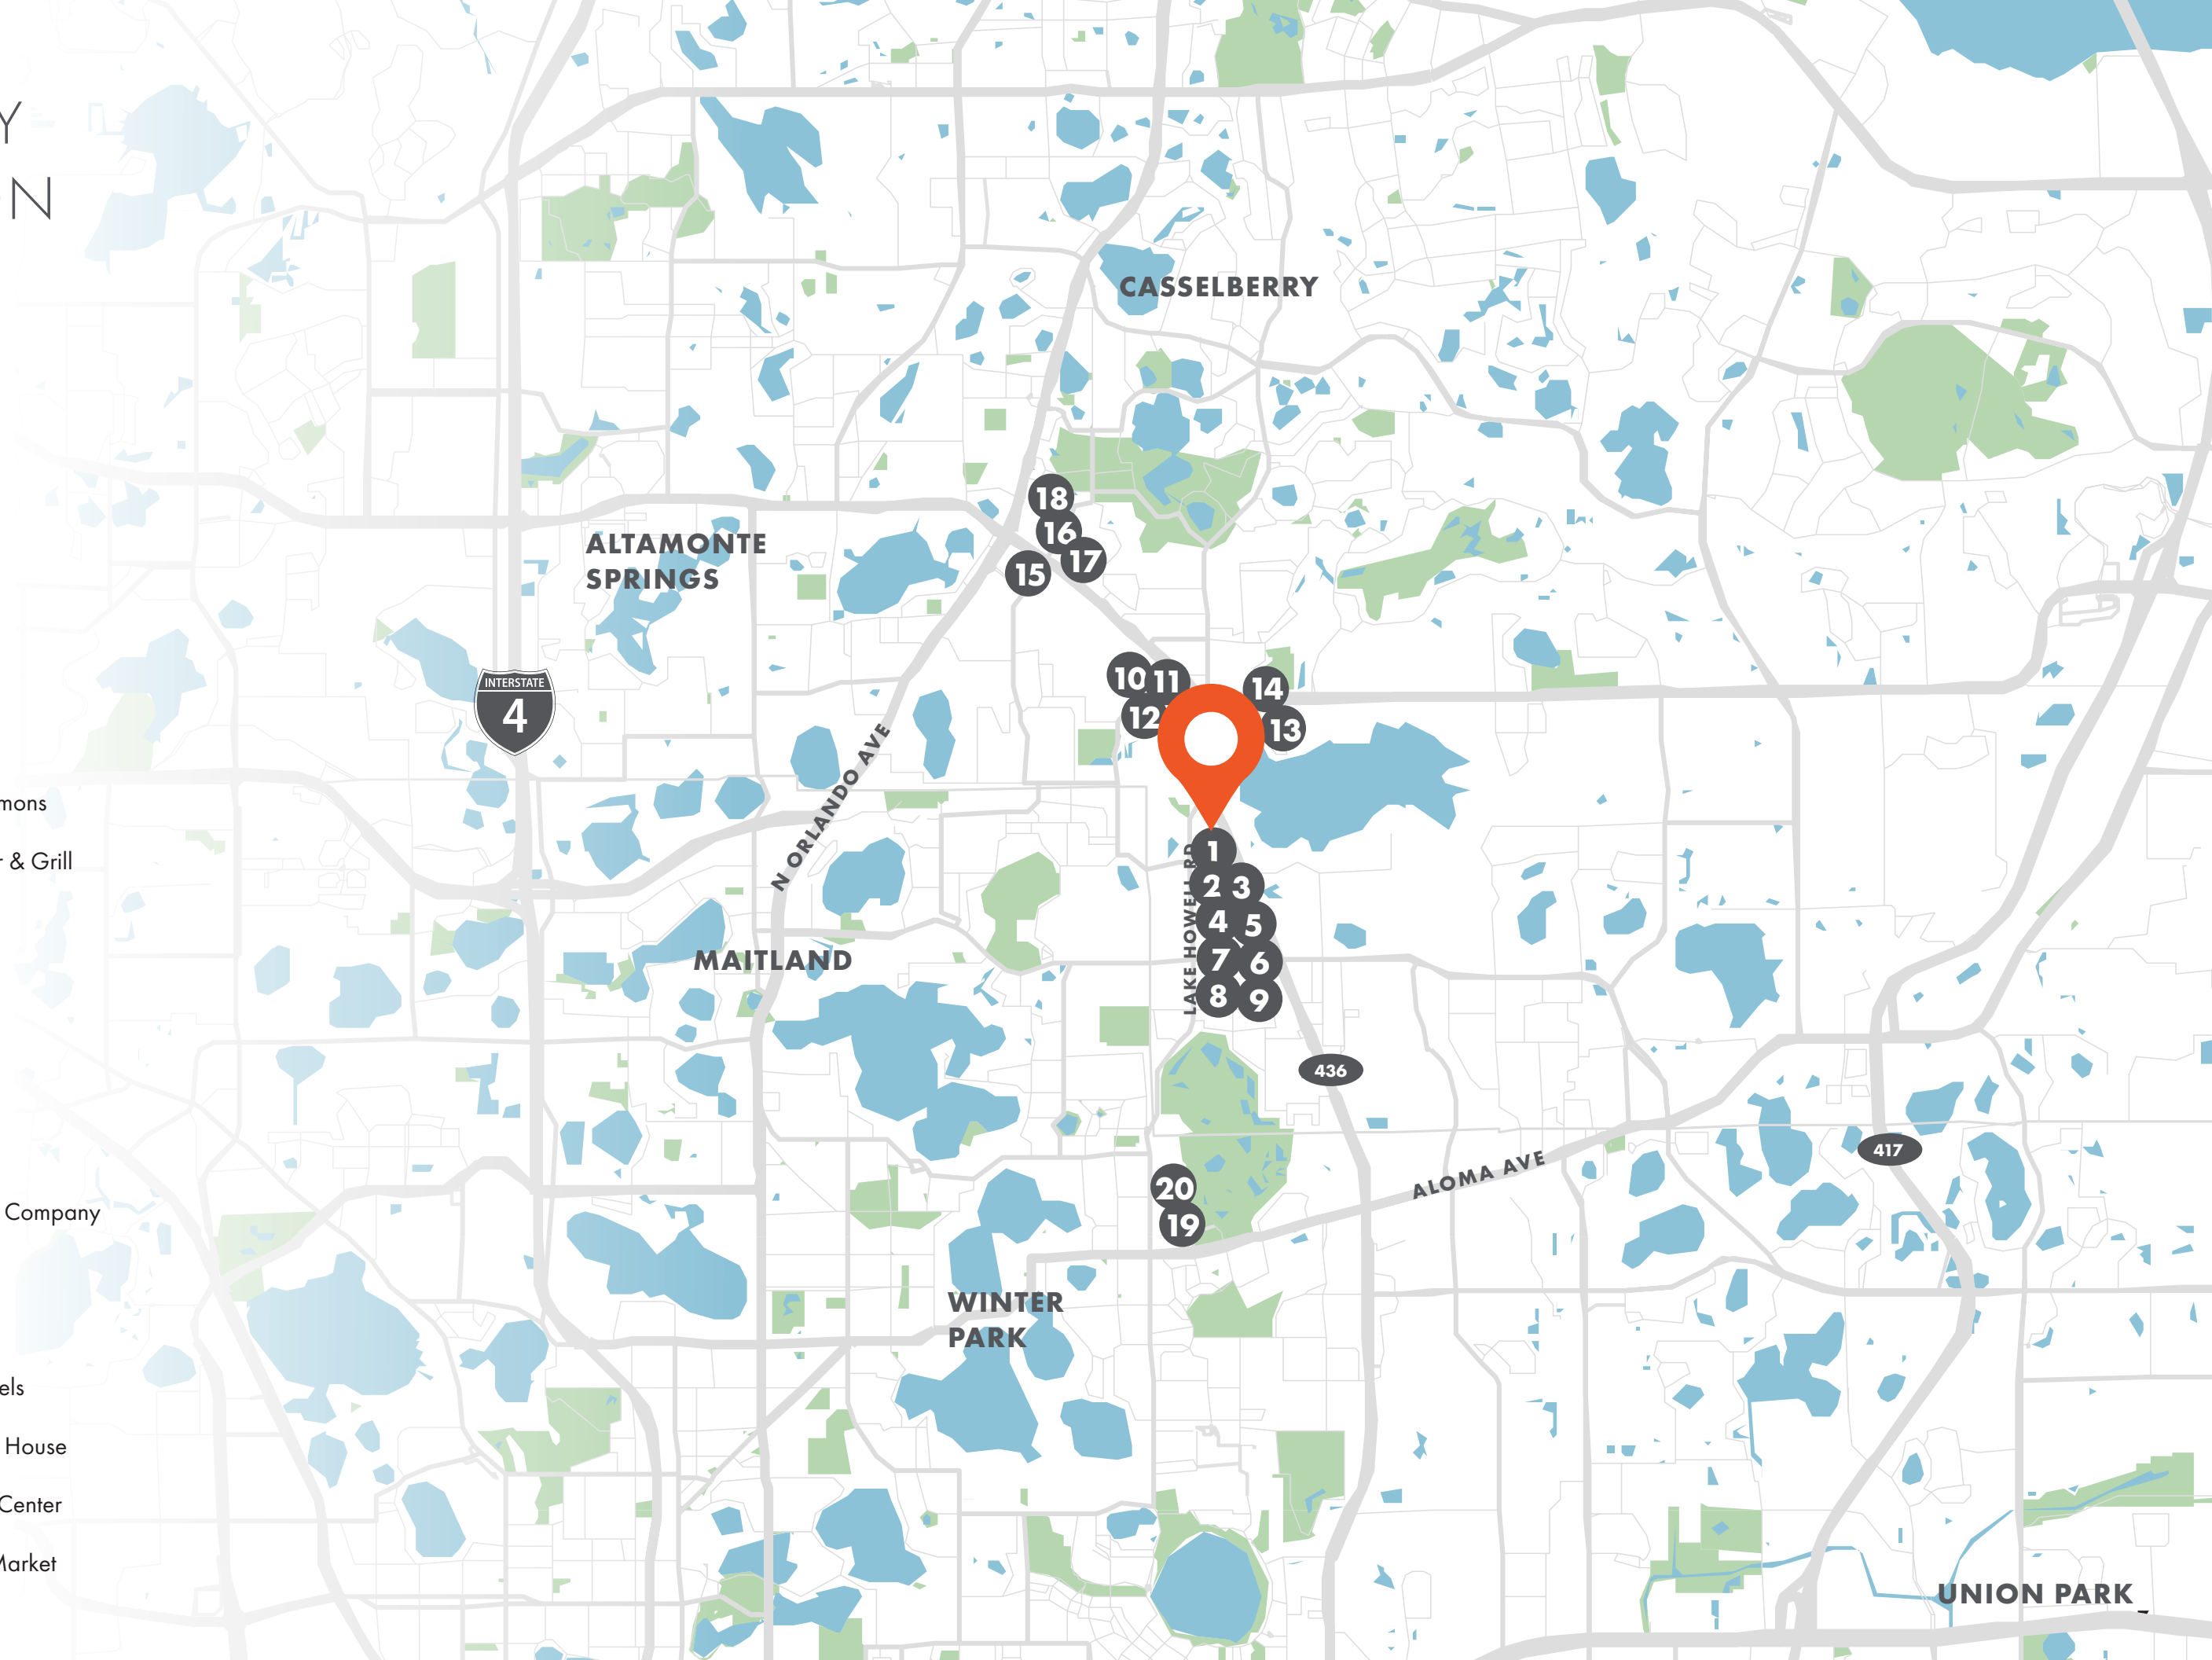 Y
N
mons
r & Grill
Company
els
House
Center
Market
CASSELBERRY
18
16
17
15
ALTAMONTE
SPRINGS
INTERSTATE
4
10
11
14
12
13
N ORLANDO AVE
1
2
3
4
5
7
6
8
9
LAKE HOWELL RD
MAITLAND
436
417
ALOMA AVE
20
19
WINTER
PARK
UNION PARK